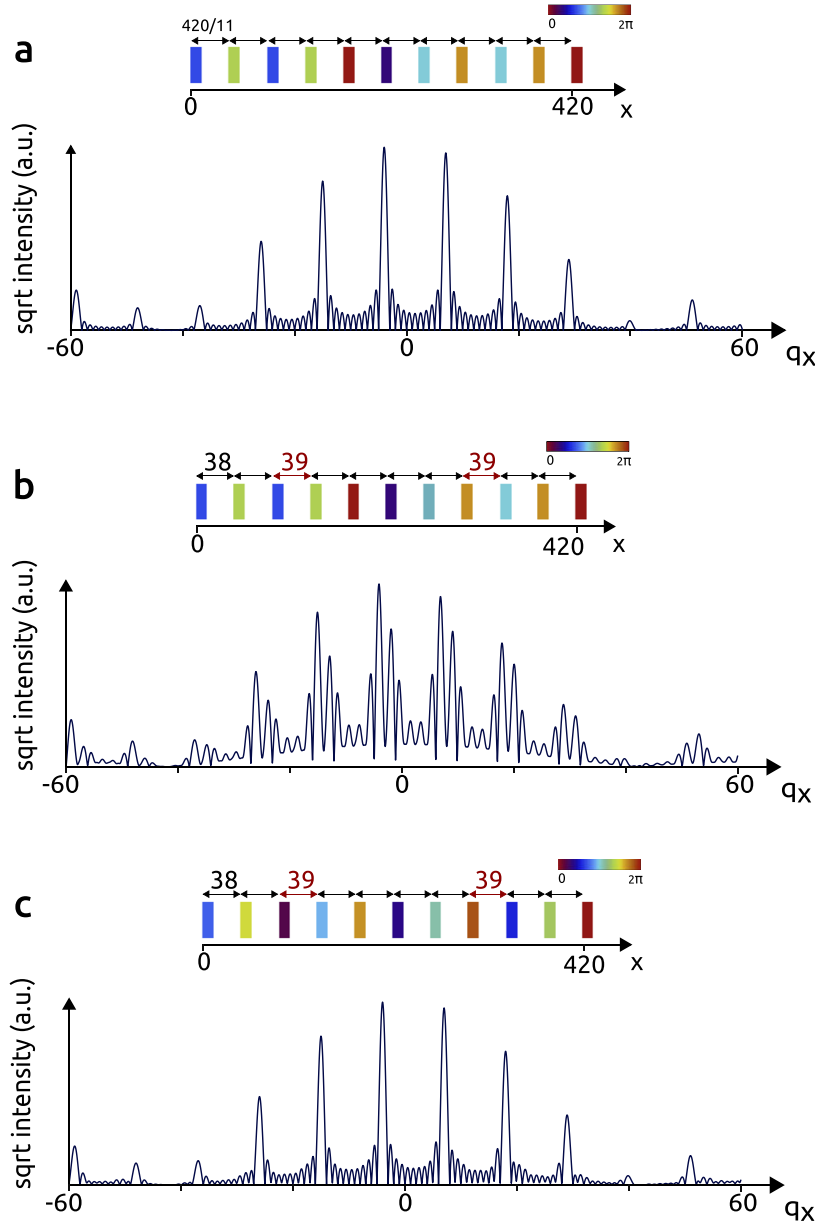 a
420/11
0 2π
0 420 x
sqrt intensity (a.u.)
-60 0 60 qx
b
38 39 39
0 2π
0 420 x
sqrt intensity (a.u.)
-60 0 60 qx
c
38 39 39
0 2π
0 420 x
sqrt intensity (a.u.)
-60 0 60 qx